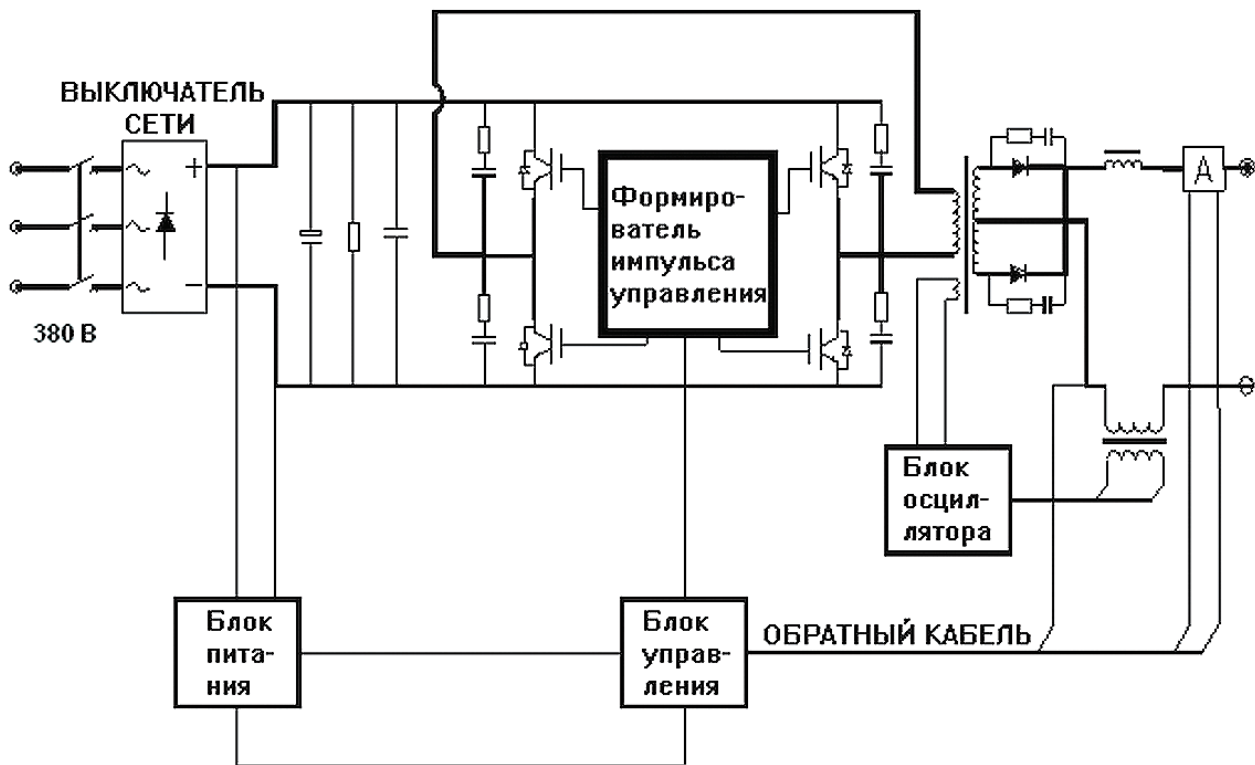 ВЫКЛЮЧАТЕЛЬ
СЕТИ
+
−
380 В
Формиро-
ватель
импульса
управления
А
Блок
осцил-
лятора
Блок
пита-
ния
Блок
управ-
ления
ОБРАТНЫЙ КАБЕЛЬ